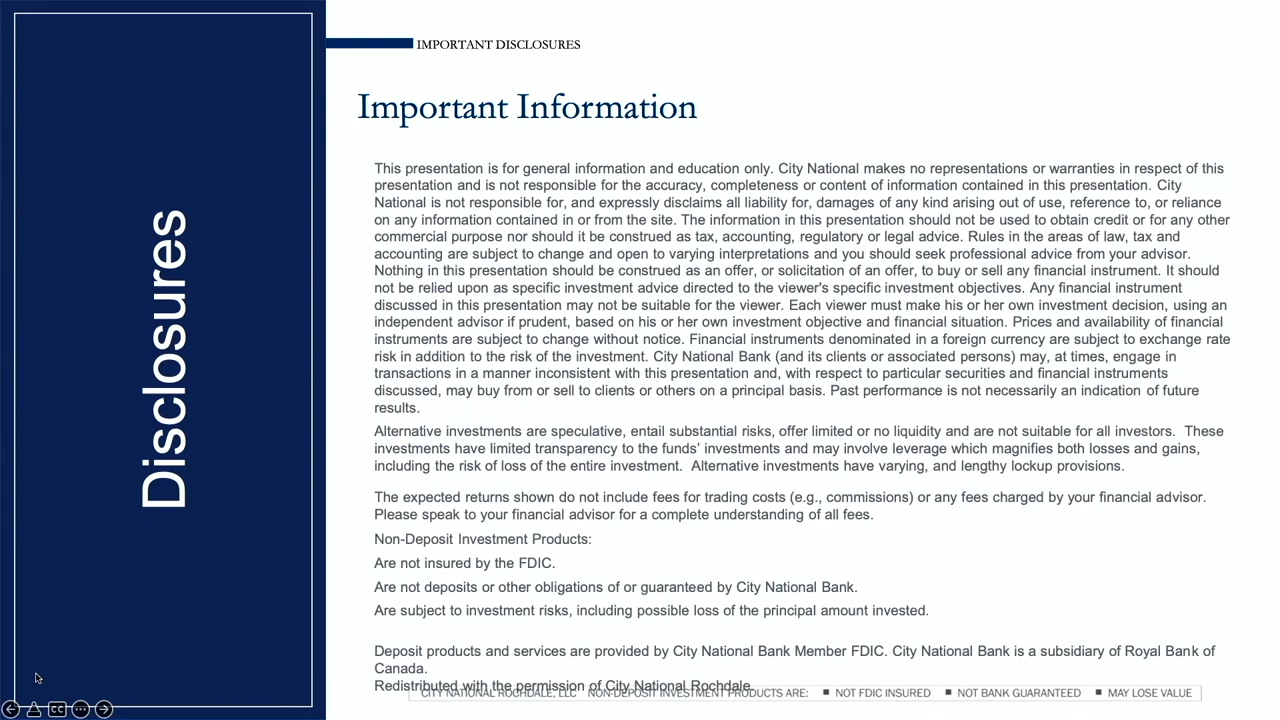 Disclosures
IMPORTANT DISCLOSURES
Important Information
This presentation is for general information and education only. City National makes no representations or warranties in respect of this
presentation and is not responsible for the accuracy, completeness or content of information contained in this presentation. City
National is not responsible for, and expressly disclaims all liability for, damages of any kind arising out of use, reference to, or reliance
on any information contained in or from the site. The information in this presentation should not be used to obtain credit or for any other
commercial purpose nor should it be construed as tax, accounting, regulatory or legal advice. Rules in the areas of law, tax and
accounting are subject to change and open to varying interpretations and you should seek professional advice from your advisor.
Nothing in this presentation should be construed as an offer, or solicitation of an offer, to buy or sell any financial instrument. It should
not be relied upon as specific investment advice directed to the viewer's specific investment objectives. Any financial instrument
discussed in this presentation may not be suitable for the viewer. Each viewer must make his or her own investment decision, using an
independent advisor if prudent, based on his or her own investment objective and financial situation. Prices and availability of financial
instruments are subject to change without notice. Financial instruments denominated in a foreign currency are subject to exchange rate
risk in addition to the risk of the investment. City National Bank (and its clients or associated persons) may, at times, engage in
transactions in a manner inconsistent with this presentation and, with respect to particular securities and financial instruments
discussed, may buy from or sell to clients or others on a principal basis. Past performance is not necessarily an indication of future
results.
Alternative investments are speculative, entail substantial risks, offer limited or no liquidity and are not suitable for all investors. These
investments have limited transparency to the funds’ investments and may involve leverage which magnifies both losses and gains,
including the risk of loss of the entire investment. Alternative investments have varying, and lengthy lockup provisions.
The expected returns shown do not include fees for trading costs (e.g., commissions) or any fees charged by your financial advisor.
Please speak to your financial advisor for a complete understanding of all fees.
Non-Deposit Investment Products:
Are not insured by the FDIC.
Are not deposits or other obligations of or guaranteed by City National Bank.
Are subject to investment risks, including possible loss of the principal amount invested.
Deposit products and services are provided by City National Bank Member FDIC. City National Bank is a subsidiary of Royal Bank of
Canada.
Redistributed with the permission of City National Rochdale
CITY NATIONAL ROCHDALE, LLC NON-DEPOSIT INVESTMENT PRODUCTS ARE: ■ NOT FDIC INSURED ■ NOT BANK GUARANTEED ■ MAY LOSE VALUE
CC